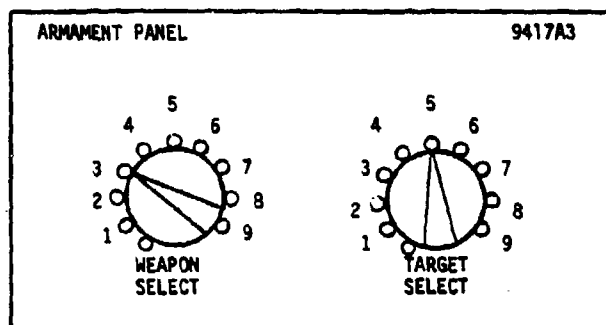 ARMAMENT PANEL 9417A3
5 5
4 6 4 6
3 7 3 7
2 8 2 8
1 9 1 9
WEAPON TARGET
SELECT SELECT